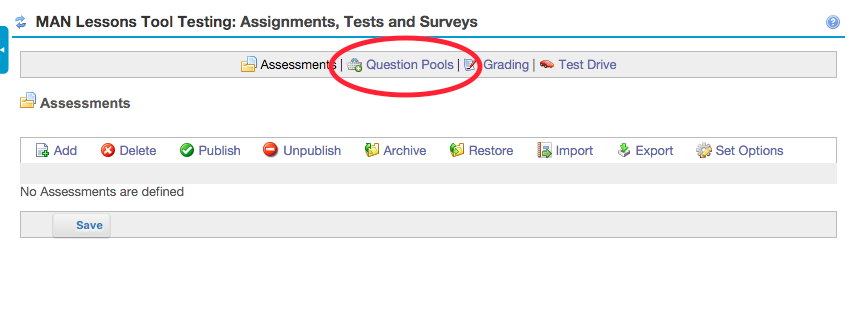 MAN Lessons Tool Testing: Assignments, Tests and Surveys
Assessments | Question Pools | Grading | Test Drive
Assessments
Add Delete Publish Unpublish Archive Restore Import Export Set Options
No Assessments are defined
Save